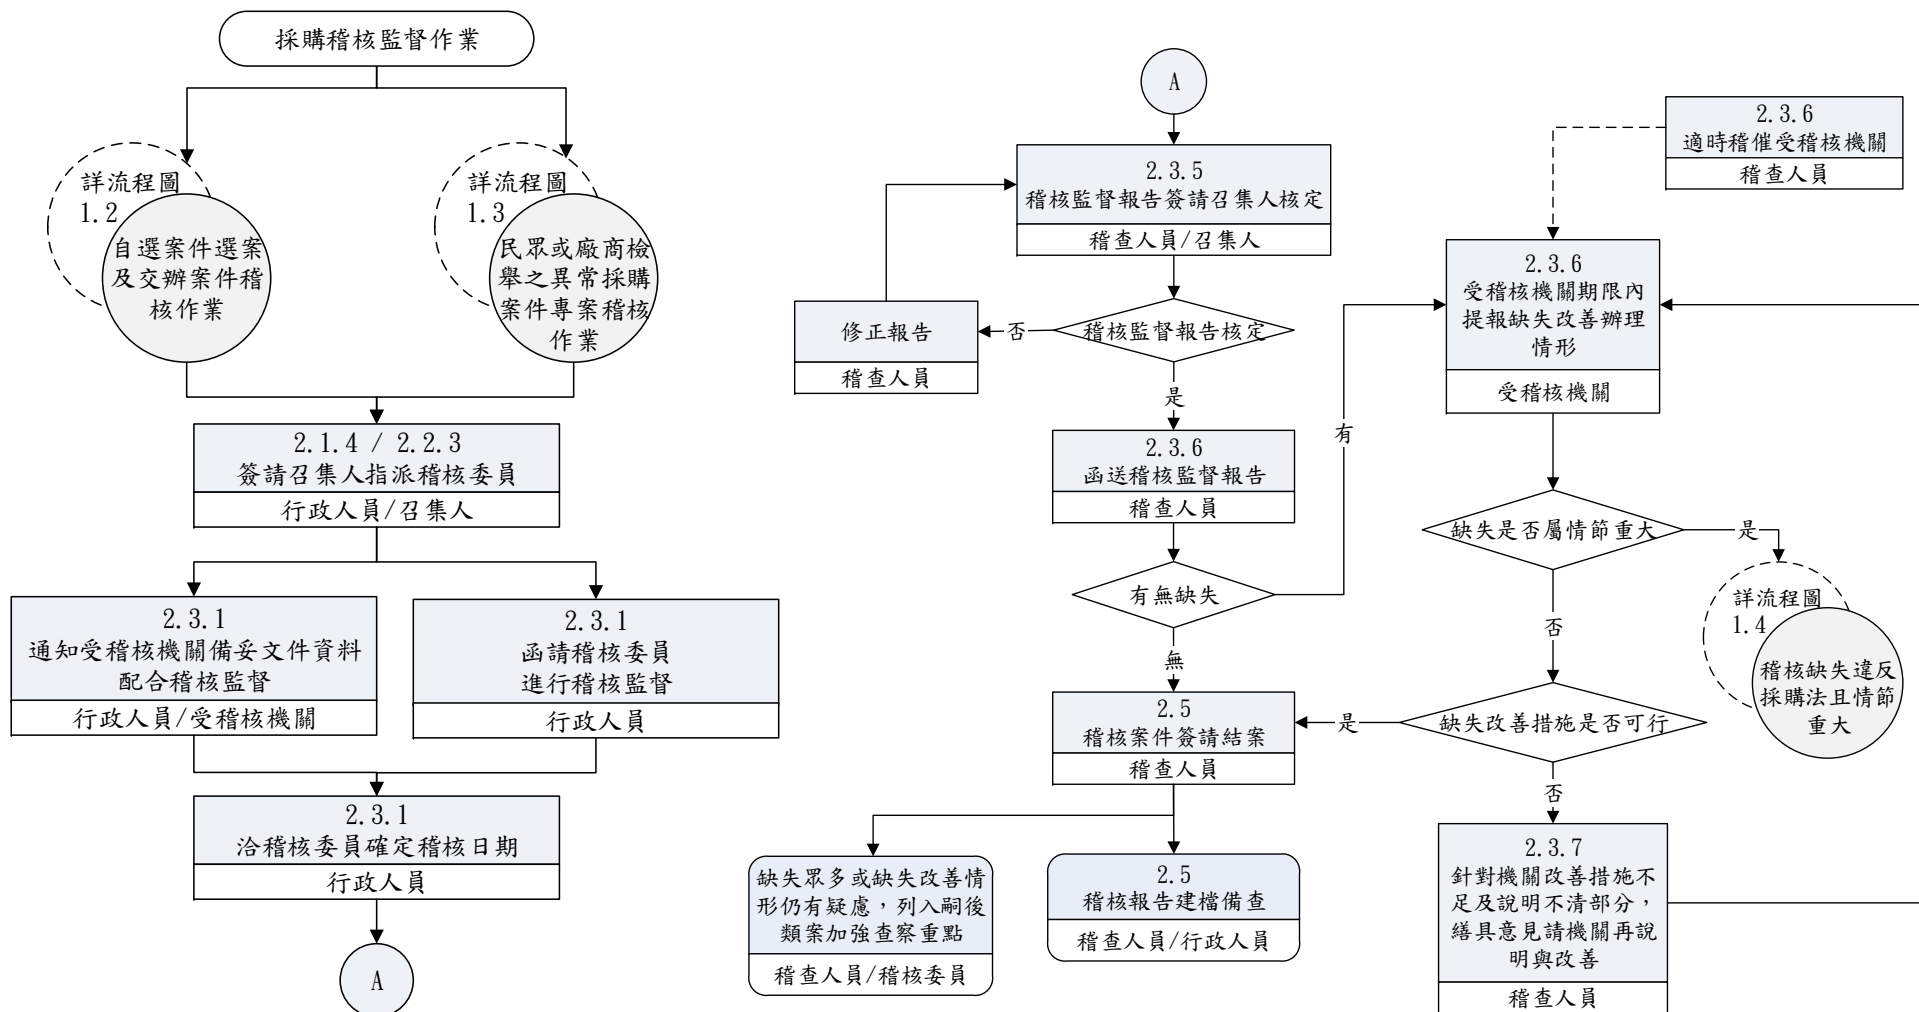 採購稽核監督作業
詳流程圖
1.2
自選案件選案
及交辦案件稽
核作業
詳流程圖
1.3
民眾或廠商檢
舉之異常採購
案件專案稽核
作業
2.1.4 / 2.2.3
簽請召集人指派稽核委員
行政人員/召集人
2.3.1
通知受稽核機關備妥文件資料
配合稽核監督
行政人員/受稽核機關
2.3.1
函請稽核委員
進行稽核監督
行政人員
2.3.1
洽稽核委員確定稽核日期
行政人員
A
A
2.3.5
稽核監督報告簽請召集人核定
稽查人員/召集人
稽核監督報告核定
否
修正報告
稽查人員
是
2.3.6
函送稽核監督報告
稽查人員
有無缺失
有
無
2.5
稽核案件簽請結案
稽查人員
缺失眾多或缺失改善情
形仍有疑慮，列入嗣後
類案加強查察重點
稽查人員/稽核委員
2.5
稽核報告建檔備查
稽查人員/行政人員
2.3.6
適時稽催受稽核機關
稽查人員
2.3.6
受稽核機關期限內
提報缺失改善辦理
情形
受稽核機關
缺失是否屬情節重大
是
詳流程圖
1.4
稽核缺失違反
採購法且情節
重大
否
缺失改善措施是否可行
是
否
2.3.7
針對機關改善措施不
足及說明不清部分，
繕具意見請機關再說
明與改善
稽查人員